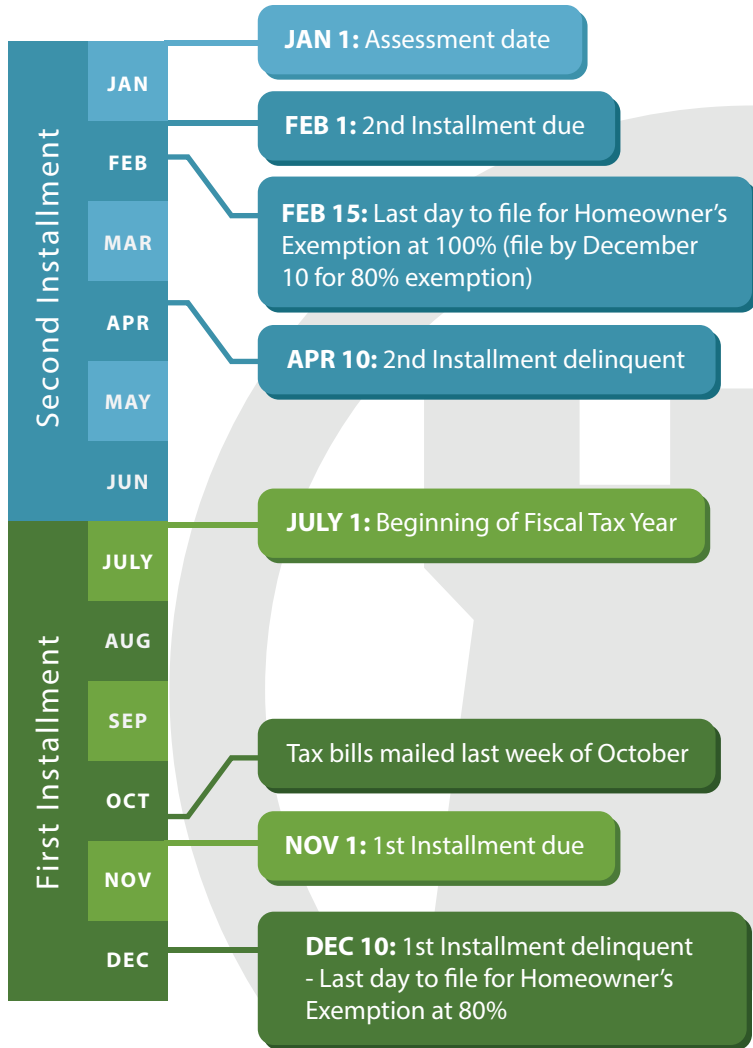 Second Installment
JAN
FEB
MAR
APR
MAY
JUN
First Installment
JULY
AUG
SEP
OCT
NOV
DEC
JAN 1: Assessment date
FEB 1: 2nd Installment due
FEB 15: Last day to file for Homeowner’s
Exemption at 100% (file by December
10 for 80% exemption)
APR 10: 2nd Installment delinquent
JULY 1: Beginning of Fiscal Tax Year
Tax bills mailed last week of October
NOV 1: 1st Installment due
DEC 10: 1st Installment delinquent
- Last day to file for Homeowner’s
Exemption at 80%